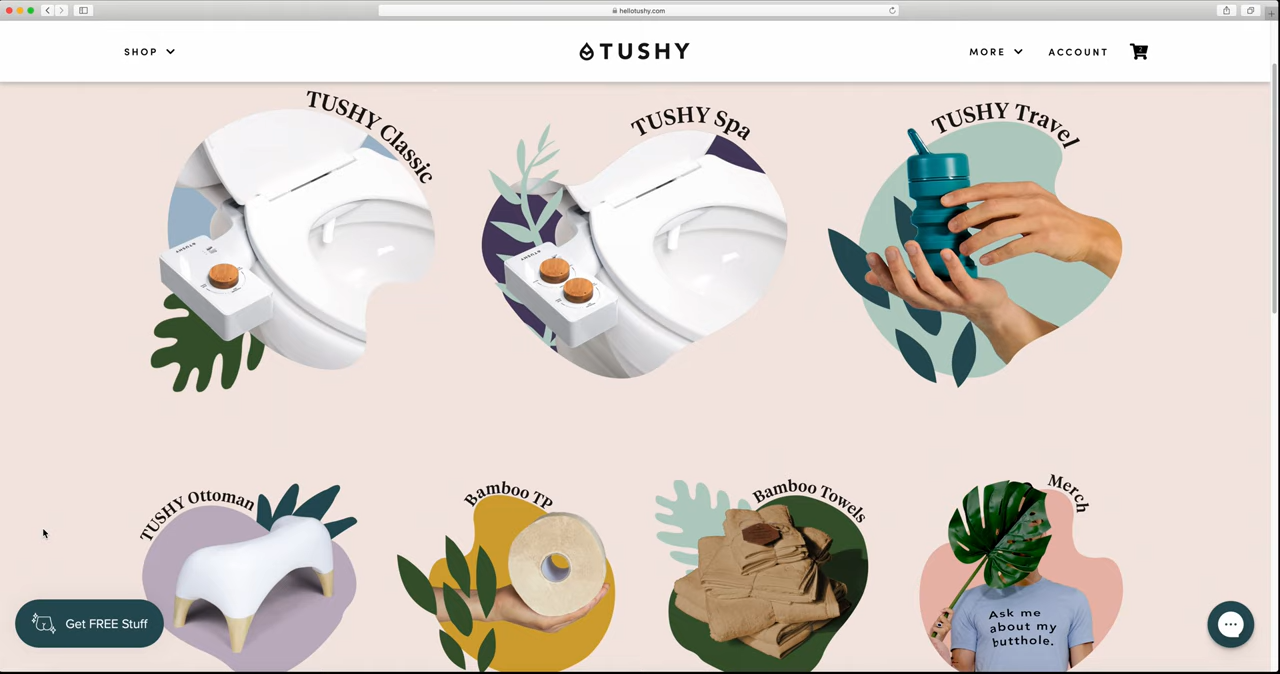 hellotushy.com
SHOP
TUSHY
MORE
ACCOUNT
2
TUSHY Classic
TUSHY Spa
TUSHY Travel
TUSHY Ottoman
Bamboo TP
Bamboo Towels
Merch
Get FREE Stuff
Ask me
about my
butthole.